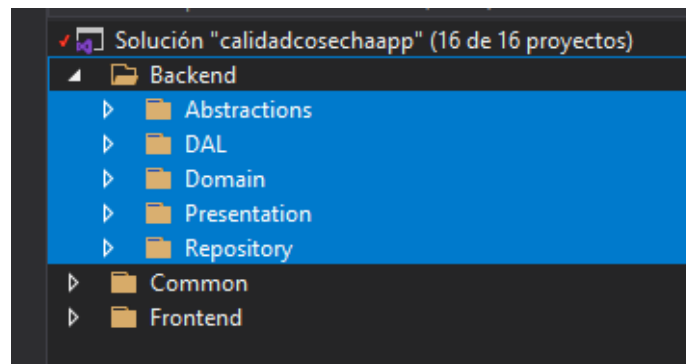 Solución "calidadcosechaapp" (16 de 16 proyectos)
Backend
Abstractions
DAL
Domain
Presentation
Repository
Common
Frontend